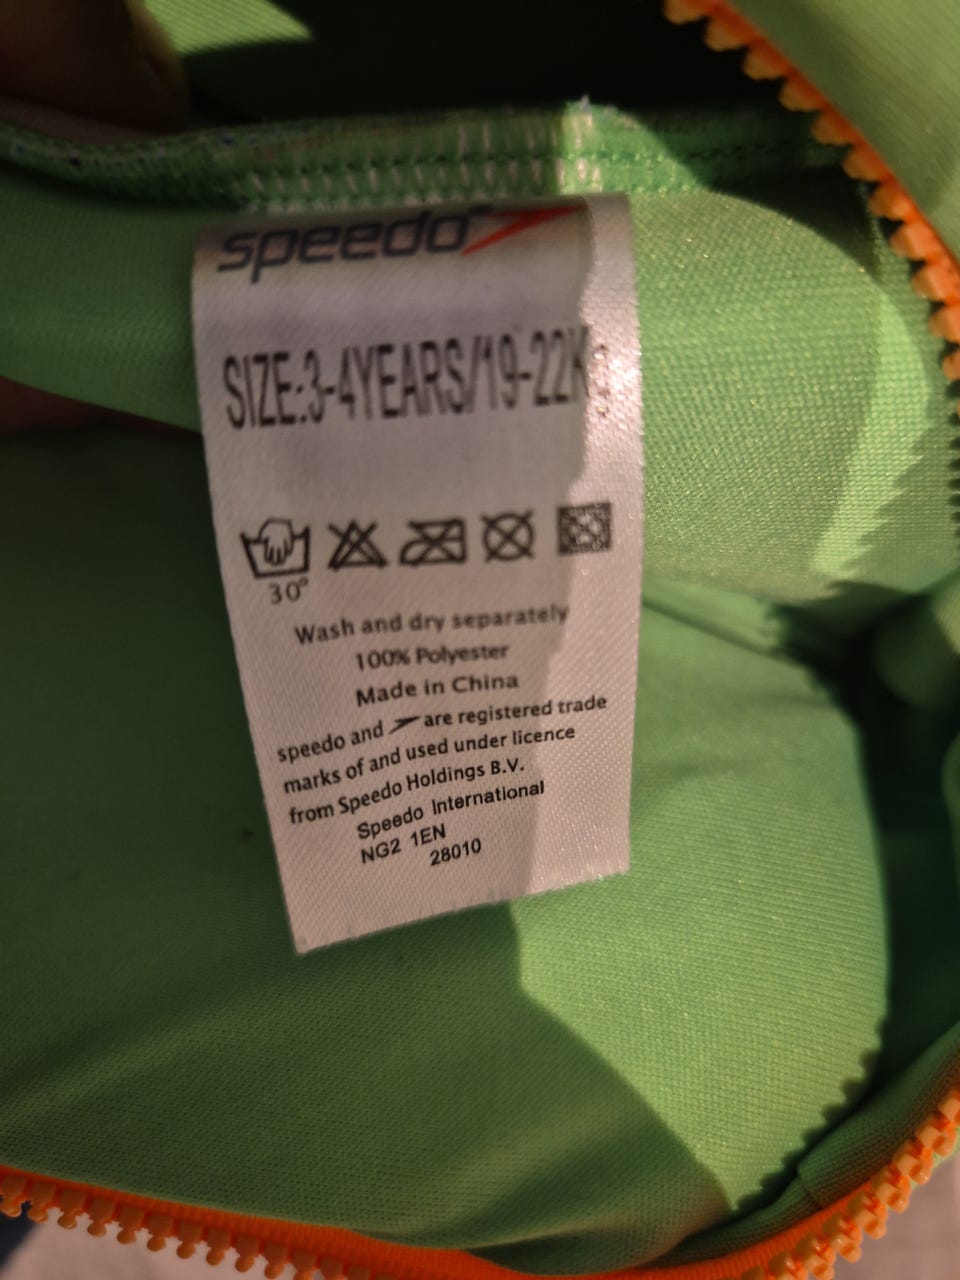 speedo
SIZE:3-4YEARS/19-22KG
30°
Wash and dry separately
100% Polyester
Made in China
speedo and are registered trade
marks of and used under licence
from Speedo Holdings B.V.
Speedo International
NG2 1EN
28010